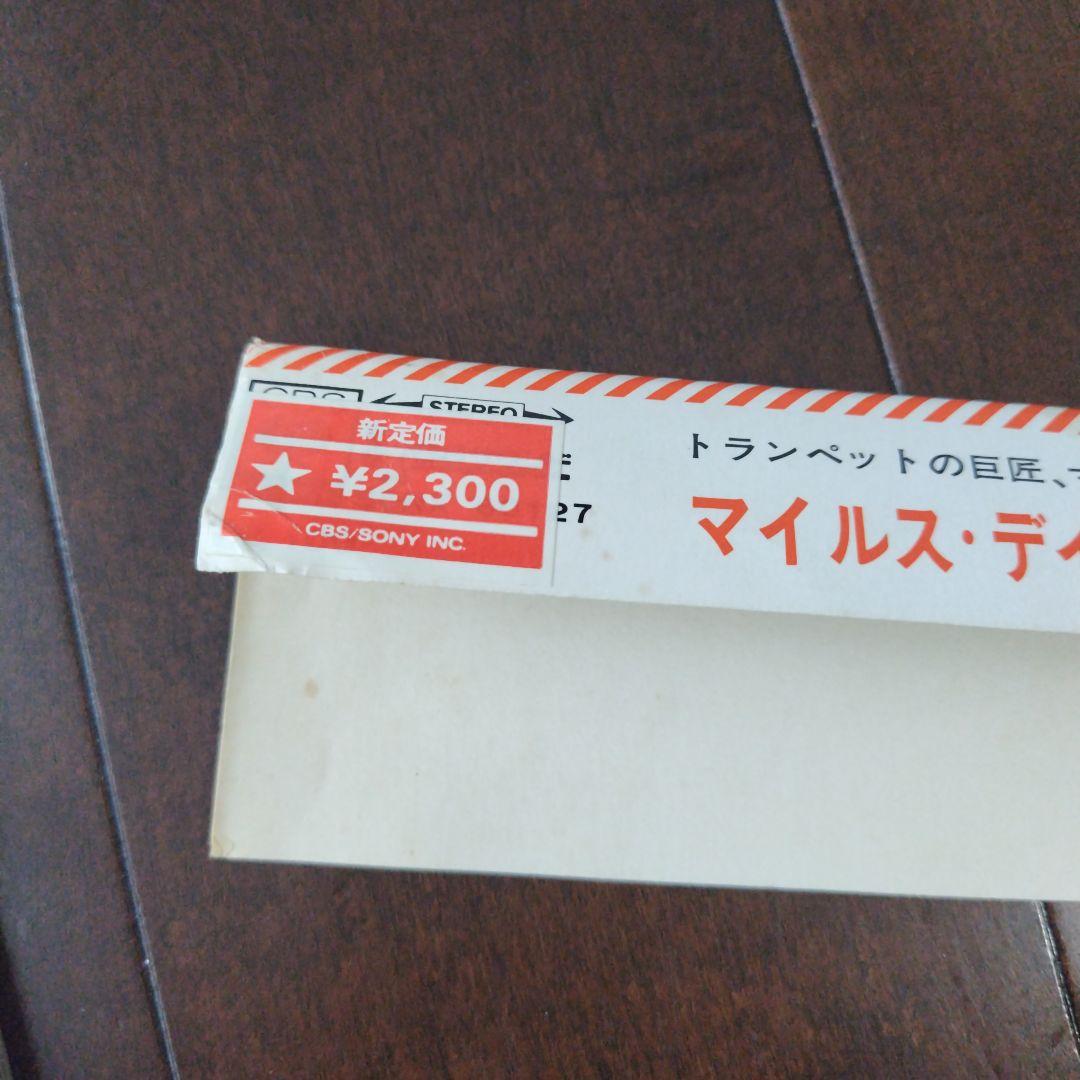 STEREO
新定価
★ ¥2,300
CBS/SONY INC.
27
トランペットの巨匠、
マイルス・デ